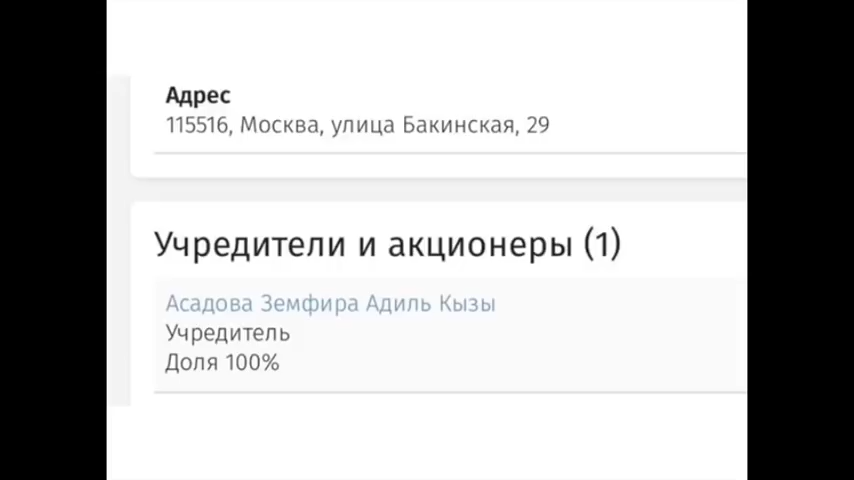 Адрес
115516, Москва, улица Бакинская, 29
Учредители и акционеры (1)
Асадова Земфира Адиль Кызы
Учредитель
Доля 100%